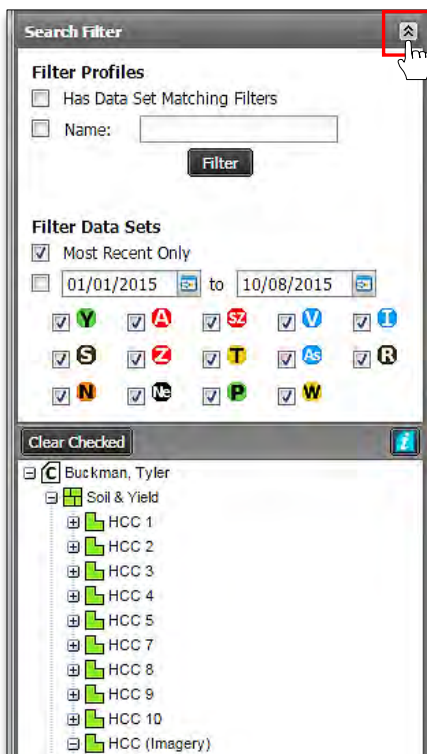 Search Filter
Filter Profiles
Has Data Set Matching Filters
Name:
Filter
Filter Data Sets
Most Recent Only
01/01/2015 to 10/08/2015
Y A SZ V I
S Z T As R
N Ne P W
Clear Checked i
C Buckman, Tyler
Soil & Yield
HCC 1
HCC 2
HCC 3
HCC 4
HCC 5
HCC 7
HCC 8
HCC 9
HCC 10
HCC (Imagery)